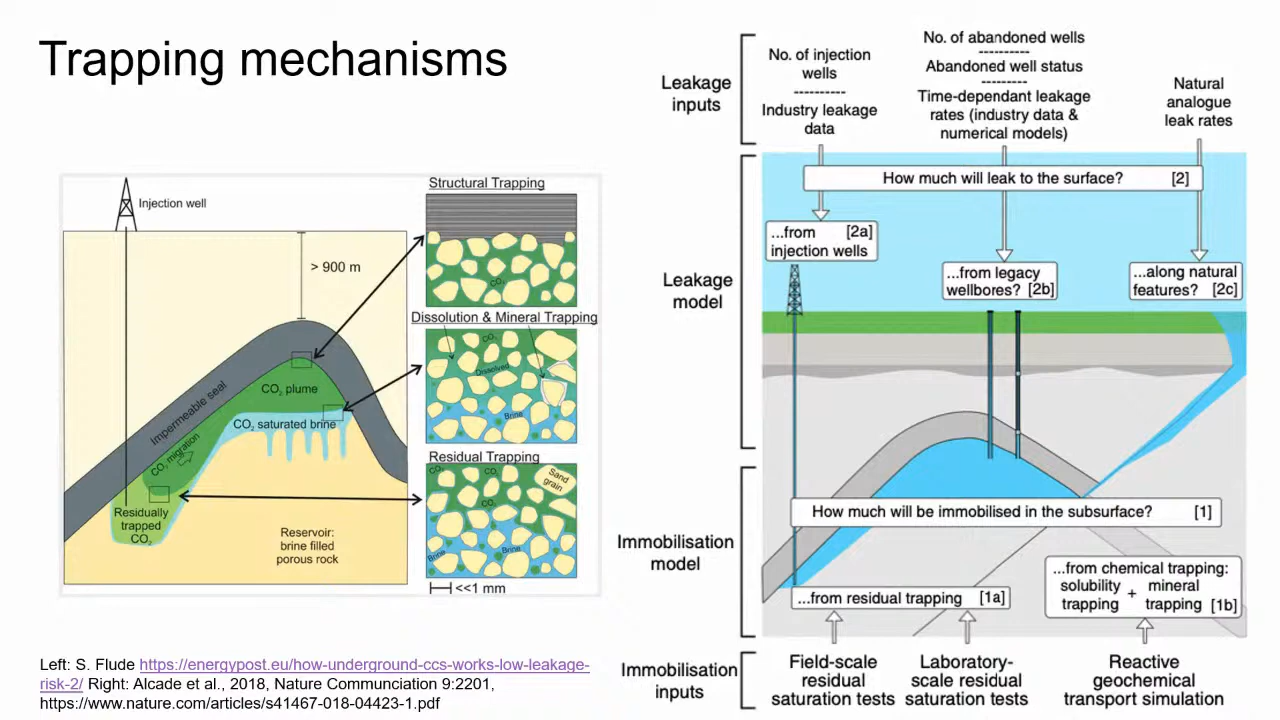 Trapping mechanisms
Injection well
> 900 m
Impermeable seal
CO₂ plume
CO₂ saturated brine
CO₂ migration
Residually
trapped
CO₂
Reservoir:
brine filled
porous rock
Structural Trapping
CO₂
Dissolution & Mineral Trapping
CO₂
Dissolved
Brine
Residual Trapping
CO₂
CO₂
Sand
grain
CO₂
Brine
Brine
<<1 mm
Left: S. Flude https://energypost.eu/how-underground-ccs-works-low-leakage-
risk-2/ Right: Alcade et al., 2018, Nature Communciation 9:2201,
https://www.nature.com/articles/s41467-018-04423-1.pdf
Leakage
inputs
No. of injection
wells
----------
Industry leakage
data
No. of abandoned wells
----------
Abandoned well status
---------
Time-dependent leakage
rates (industry data &
numerical models)
Natural
analogue
leak rates
Leakage
model
How much will leak to the surface? [2]
...from [2a]
injection wells
...from legacy
wellbores? [2b]
...along natural
features? [2c]
Immobilisation
model
How much will be immobilised in the subsurface? [1]
...from residual trapping [1a]
...from chemical trapping:
solubility + mineral
trapping trapping [1b]
Immobilisation
inputs
Field-scale
residual
saturation tests
Laboratory-
scale residual
saturation tests
Reactive
geochemical
transport simulation